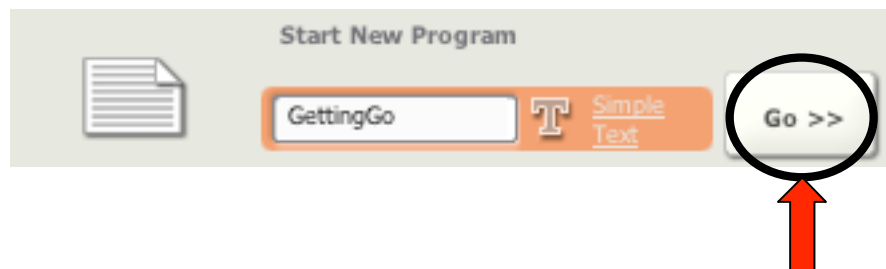 Start New Program
GettingGo
T
Simple
Text
Go >>